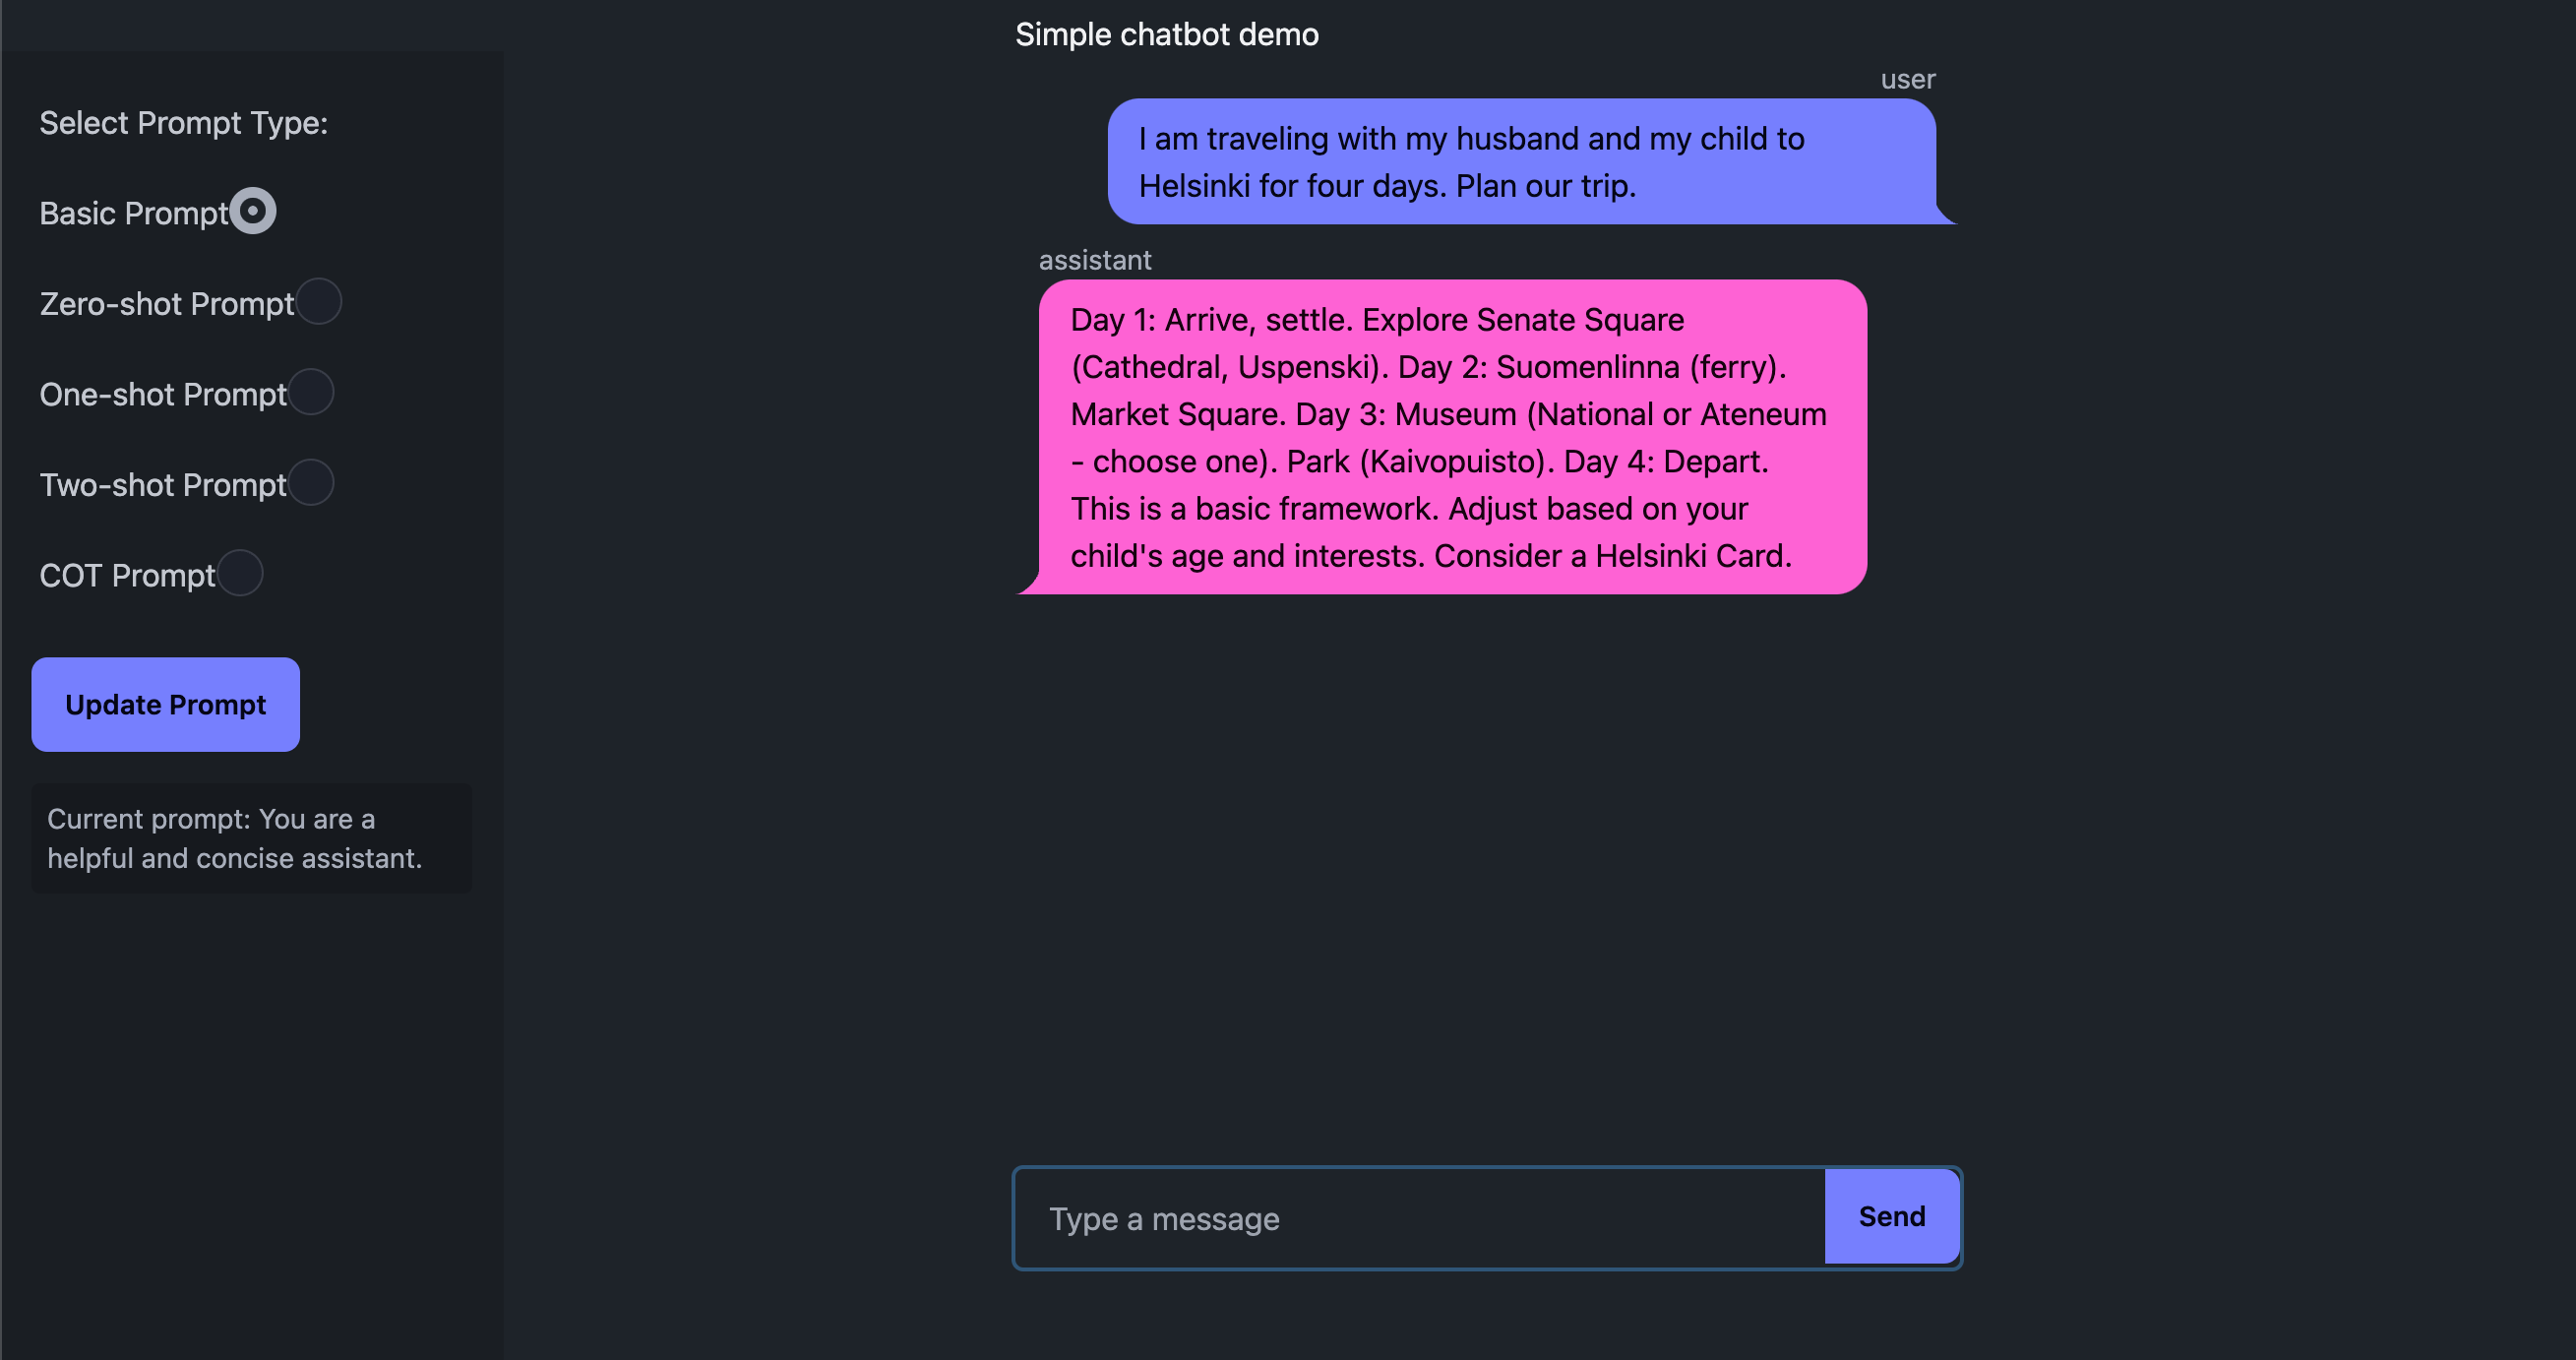 Simple chatbot demo
Select Prompt Type:
Basic Prompt
Zero-shot Prompt
One-shot Prompt
Two-shot Prompt
COT Prompt
Update Prompt
Current prompt: You are a
helpful and concise assistant.
user
I am traveling with my husband and my child to
Helsinki for four days. Plan our trip.
assistant
Day 1: Arrive, settle. Explore Senate Square
(Cathedral, Uspenski). Day 2: Suomenlinna (ferry).
Market Square. Day 3: Museum (National or Ateneum
- choose one). Park (Kaivopuisto). Day 4: Depart.
This is a basic framework. Adjust based on your
child's age and interests. Consider a Helsinki Card.
Type a message
Send